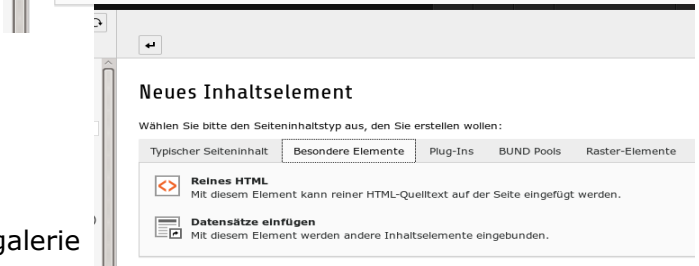 Neues Inhaltselement
Wählen Sie bitte den Seiteninhaltstyp aus, den Sie erstellen wollen:
Typischer Seiteninhalt Besondere Elemente Plug-Ins BUND Pools Raster-Elemente
Reines HTML
Mit diesem Element kann reiner HTML-Quelltext auf der Seite eingefügt werden.
Datensätze einfügen
Mit diesem Element werden andere Inhaltselemente eingebunden.
galerie